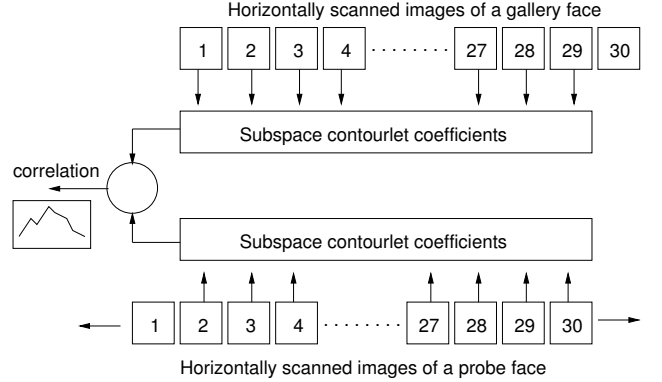 Horizontally scanned images of a gallery face
1 2 3 4 ......... 27 28 29 30
Subspace contourlet coefficients
correlation
Subspace contourlet coefficients
1 2 3 4 ......... 27 28 29 30
Horizontally scanned images of a probe face